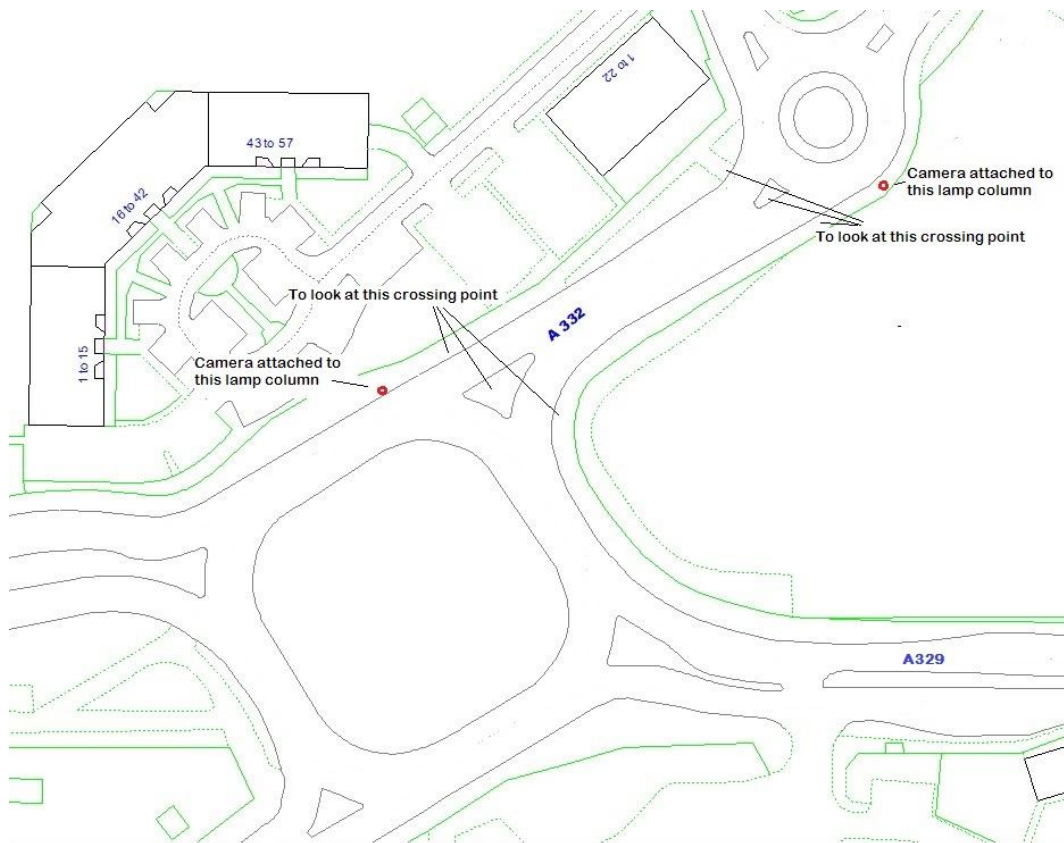 1 to 22
43 to 57
16 to 42
1 to 15
Camera attached to
this lamp column
To look at this crossing point
To look at this crossing point
A 332
Camera attached to
this lamp column
A329